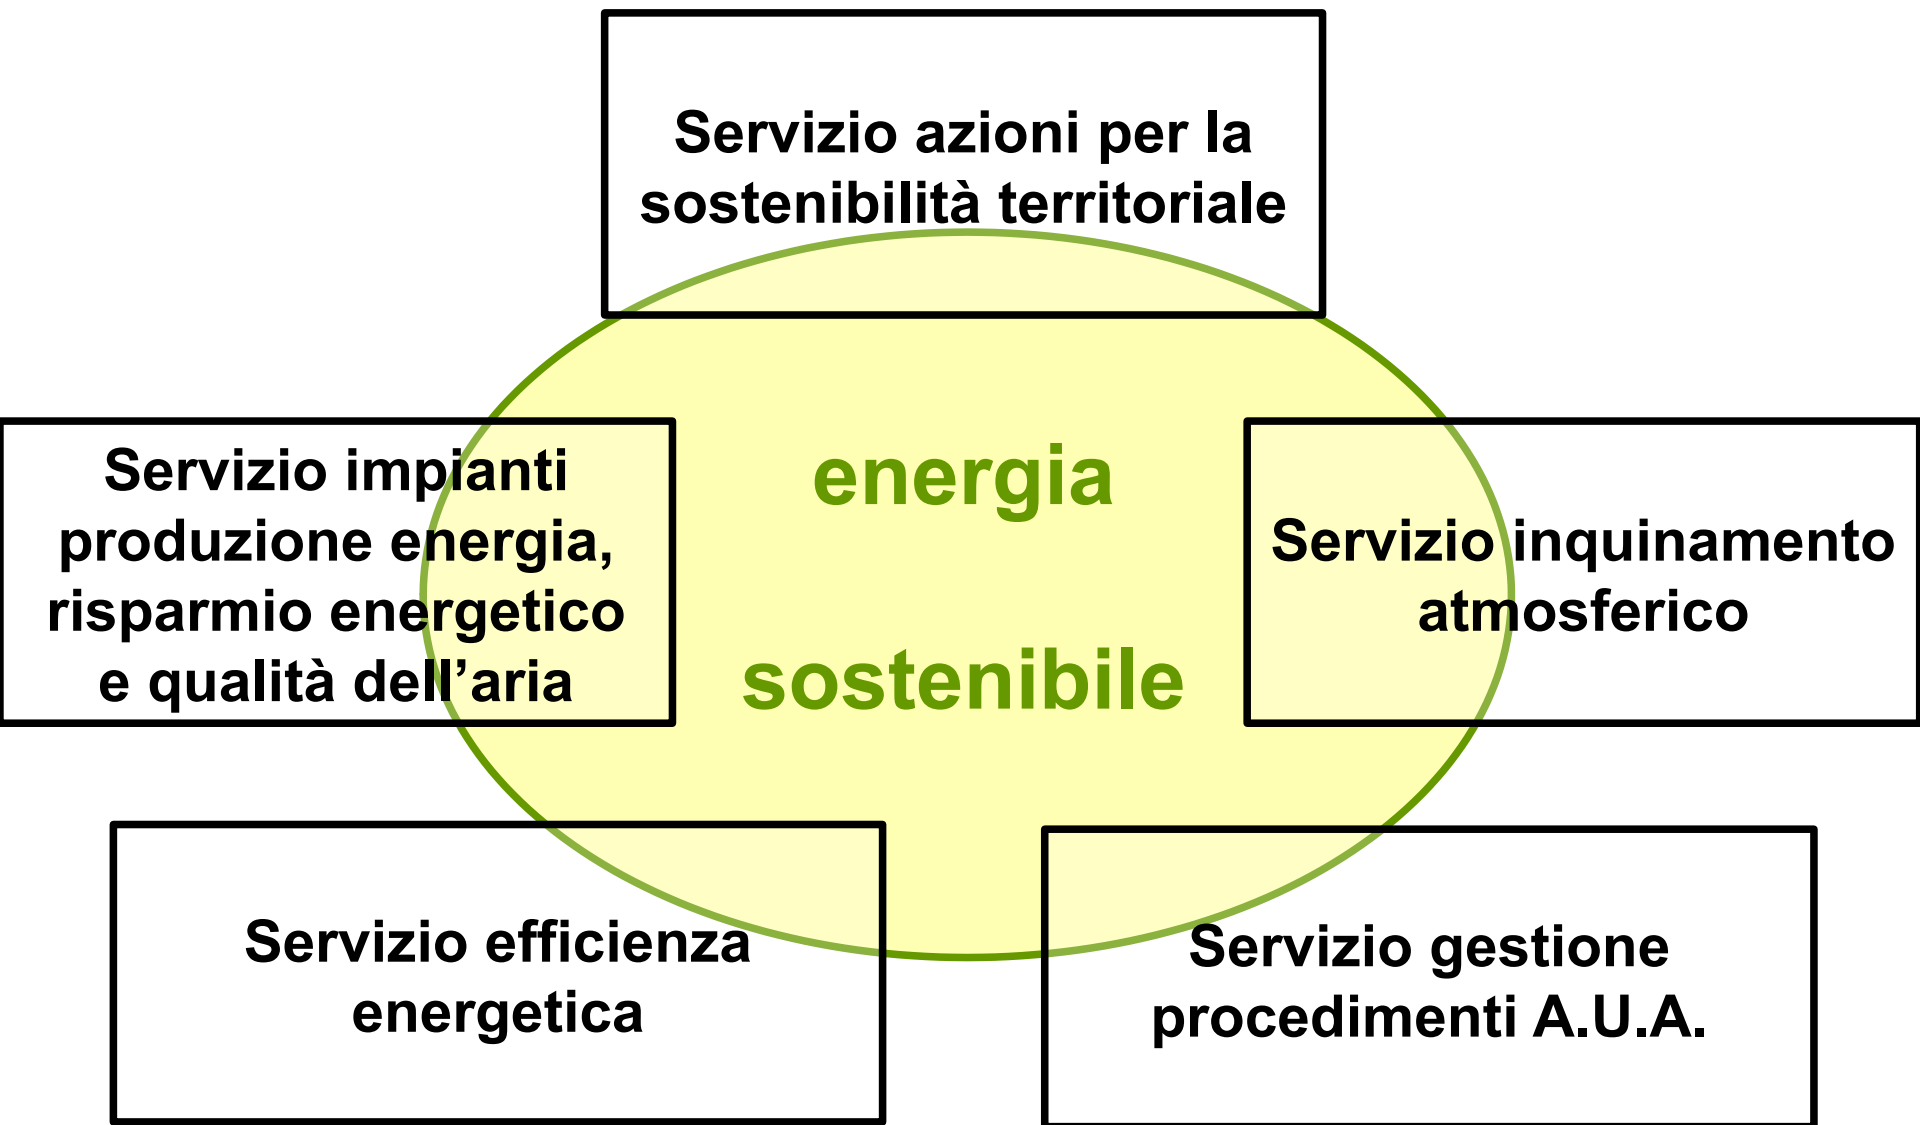 Servizio azioni per la
sostenibilità territoriale
Servizio impianti
produzione energia,
risparmio energetico
e qualità dell’aria
energia
sostenibile
Servizio inquinamento
atmosferico
Servizio efficienza
energetica
Servizio gestione
procedimenti A.U.A.